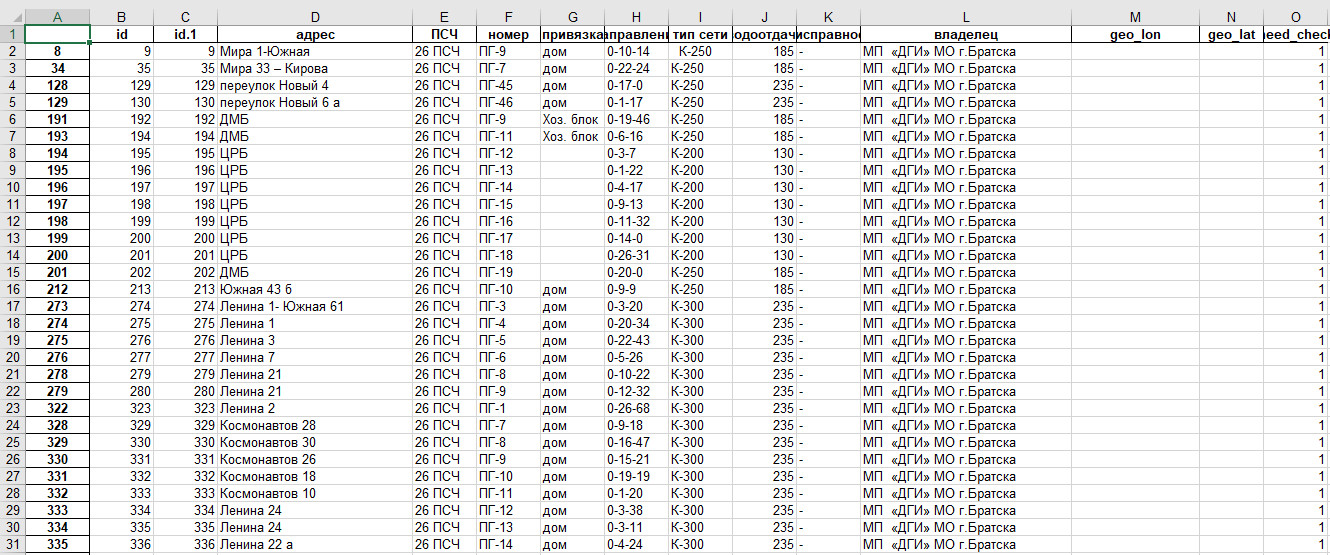 A B C D E F G H I J K L M N O
1 id id.1 адрес ПСЧ номер привязка аправлени тип сети одоотдач исправнос владелец geo_lon geo_lat need_check
2 8 9 9 Мира 1-Южная 26 ПСЧ ПГ-9 дом 0-10-14 К-250 185 - МП «ДГИ» МО г.Братска 1
3 34 35 35 Мира 33 – Кирова 26 ПСЧ ПГ-7 дом 0-22-24 К-250 185 - МП «ДГИ» МО г.Братска 1
4 128 129 129 переулок Новый 4 26 ПСЧ ПГ-45 дом 0-17-0 К-250 235 - МП «ДГИ» МО г.Братска 1
5 129 130 130 переулок Новый 6 а 26 ПСЧ ПГ-46 дом 0-1-17 К-250 235 - МП «ДГИ» МО г.Братска 1
6 191 192 192 ДМБ 26 ПСЧ ПГ-9 Хоз. блок 0-19-46 К-250 185 - МП «ДГИ» МО г.Братска 1
7 193 194 194 ДМБ 26 ПСЧ ПГ-11 Хоз. блок 0-6-16 К-250 185 - МП «ДГИ» МО г.Братска 1
8 194 195 195 ЦРБ 26 ПСЧ ПГ-12 0-3-7 К-200 130 - МП «ДГИ» МО г.Братска 1
9 195 196 196 ЦРБ 26 ПСЧ ПГ-13 0-1-22 К-200 130 - МП «ДГИ» МО г.Братска 1
10 196 197 197 ЦРБ 26 ПСЧ ПГ-14 0-4-17 К-200 130 - МП «ДГИ» МО г.Братска 1
11 197 198 198 ЦРБ 26 ПСЧ ПГ-15 0-9-13 К-200 130 - МП «ДГИ» МО г.Братска 1
12 198 199 199 ЦРБ 26 ПСЧ ПГ-16 0-11-32 К-200 130 - МП «ДГИ» МО г.Братска 1
13 199 200 200 ЦРБ 26 ПСЧ ПГ-17 0-14-0 К-200 130 - МП «ДГИ» МО г.Братска 1
14 200 201 201 ЦРБ 26 ПСЧ ПГ-18 0-26-31 К-200 130 - МП «ДГИ» МО г.Братска 1
15 201 202 202 ДМБ 26 ПСЧ ПГ-19 0-20-0 К-250 185 - МП «ДГИ» МО г.Братска 1
16 212 213 213 Южная 43 б 26 ПСЧ ПГ-10 дом 0-9-9 К-250 185 - МП «ДГИ» МО г.Братска 1
17 273 274 274 Ленина 1- Южная 61 26 ПСЧ ПГ-3 дом 0-3-20 К-300 235 - МП «ДГИ» МО г.Братска 1
18 274 275 275 Ленина 1 26 ПСЧ ПГ-4 дом 0-20-34 К-300 235 - МП «ДГИ» МО г.Братска 1
19 275 276 276 Ленина 3 26 ПСЧ ПГ-5 дом 0-22-43 К-300 235 - МП «ДГИ» МО г.Братска 1
20 276 277 277 Ленина 7 26 ПСЧ ПГ-6 дом 0-5-26 К-300 235 - МП «ДГИ» МО г.Братска 1
21 278 279 279 Ленина 21 26 ПСЧ ПГ-8 дом 0-10-22 К-300 235 - МП «ДГИ» МО г.Братска 1
22 279 280 280 Ленина 21 26 ПСЧ ПГ-9 дом 0-12-32 К-300 235 - МП «ДГИ» МО г.Братска 1
23 322 323 323 Ленина 2 26 ПСЧ ПГ-1 дом 0-26-68 К-300 235 - МП «ДГИ» МО г.Братска 1
24 328 329 329 Космонавтов 28 26 ПСЧ ПГ-7 дом 0-9-18 К-300 235 - МП «ДГИ» МО г.Братска 1
25 329 330 330 Космонавтов 30 26 ПСЧ ПГ-8 дом 0-16-47 К-300 235 - МП «ДГИ» МО г.Братска 1
26 330 331 331 Космонавтов 26 26 ПСЧ ПГ-9 дом 0-15-21 К-300 235 - МП «ДГИ» МО г.Братска 1
27 331 332 332 Космонавтов 18 26 ПСЧ ПГ-10 дом 0-19-19 К-300 235 - МП «ДГИ» МО г.Братска 1
28 332 333 333 Космонавтов 10 26 ПСЧ ПГ-11 дом 0-1-20 К-300 235 - МП «ДГИ» МО г.Братска 1
29 333 334 334 Ленина 24 26 ПСЧ ПГ-12 дом 0-3-38 К-300 235 - МП «ДГИ» МО г.Братска 1
30 334 335 335 Ленина 24 26 ПСЧ ПГ-13 дом 0-3-11 К-300 235 - МП «ДГИ» МО г.Братска 1
31 335 336 336 Ленина 22 а 26 ПСЧ ПГ-14 дом 0-4-24 К-300 235 - МП «ДГИ» МО г.Братска 1